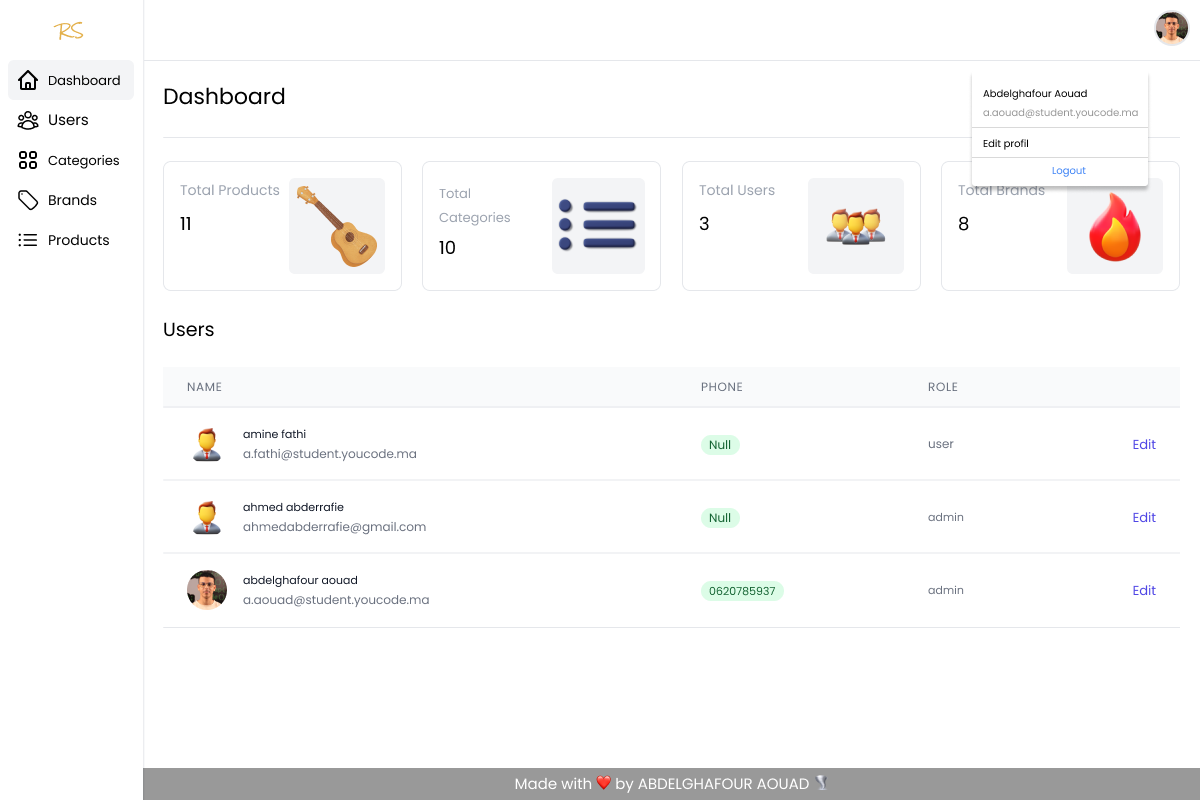 RS
Dashboard
Users
Categories
Brands
Products
Dashboard
Abdelghafour Aouad
a.aouad@student.youcode.ma
Edit profil
Logout
Total Products
11
Total
Categories
10
Total Users
3
Total Brands
8
Users
NAME PHONE ROLE
amine fathi
a.fathi@student.youcode.ma
Null
user
Edit
ahmed abderrafie
ahmedabderrafie@gmail.com
Null
admin
Edit
abdelghafour aouad
a.aouad@student.youcode.ma
0620785937
admin
Edit
Made with ❤️ by ABDELGHAFOUR AOUAD